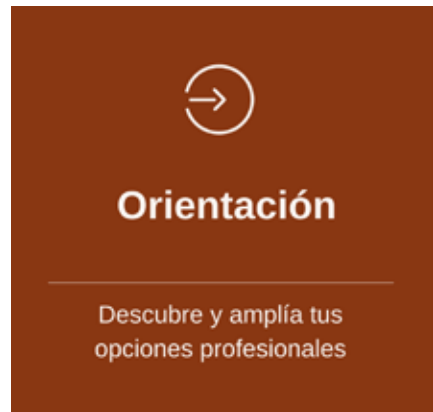 Orientación
Descubre y amplía tus
opciones profesionales